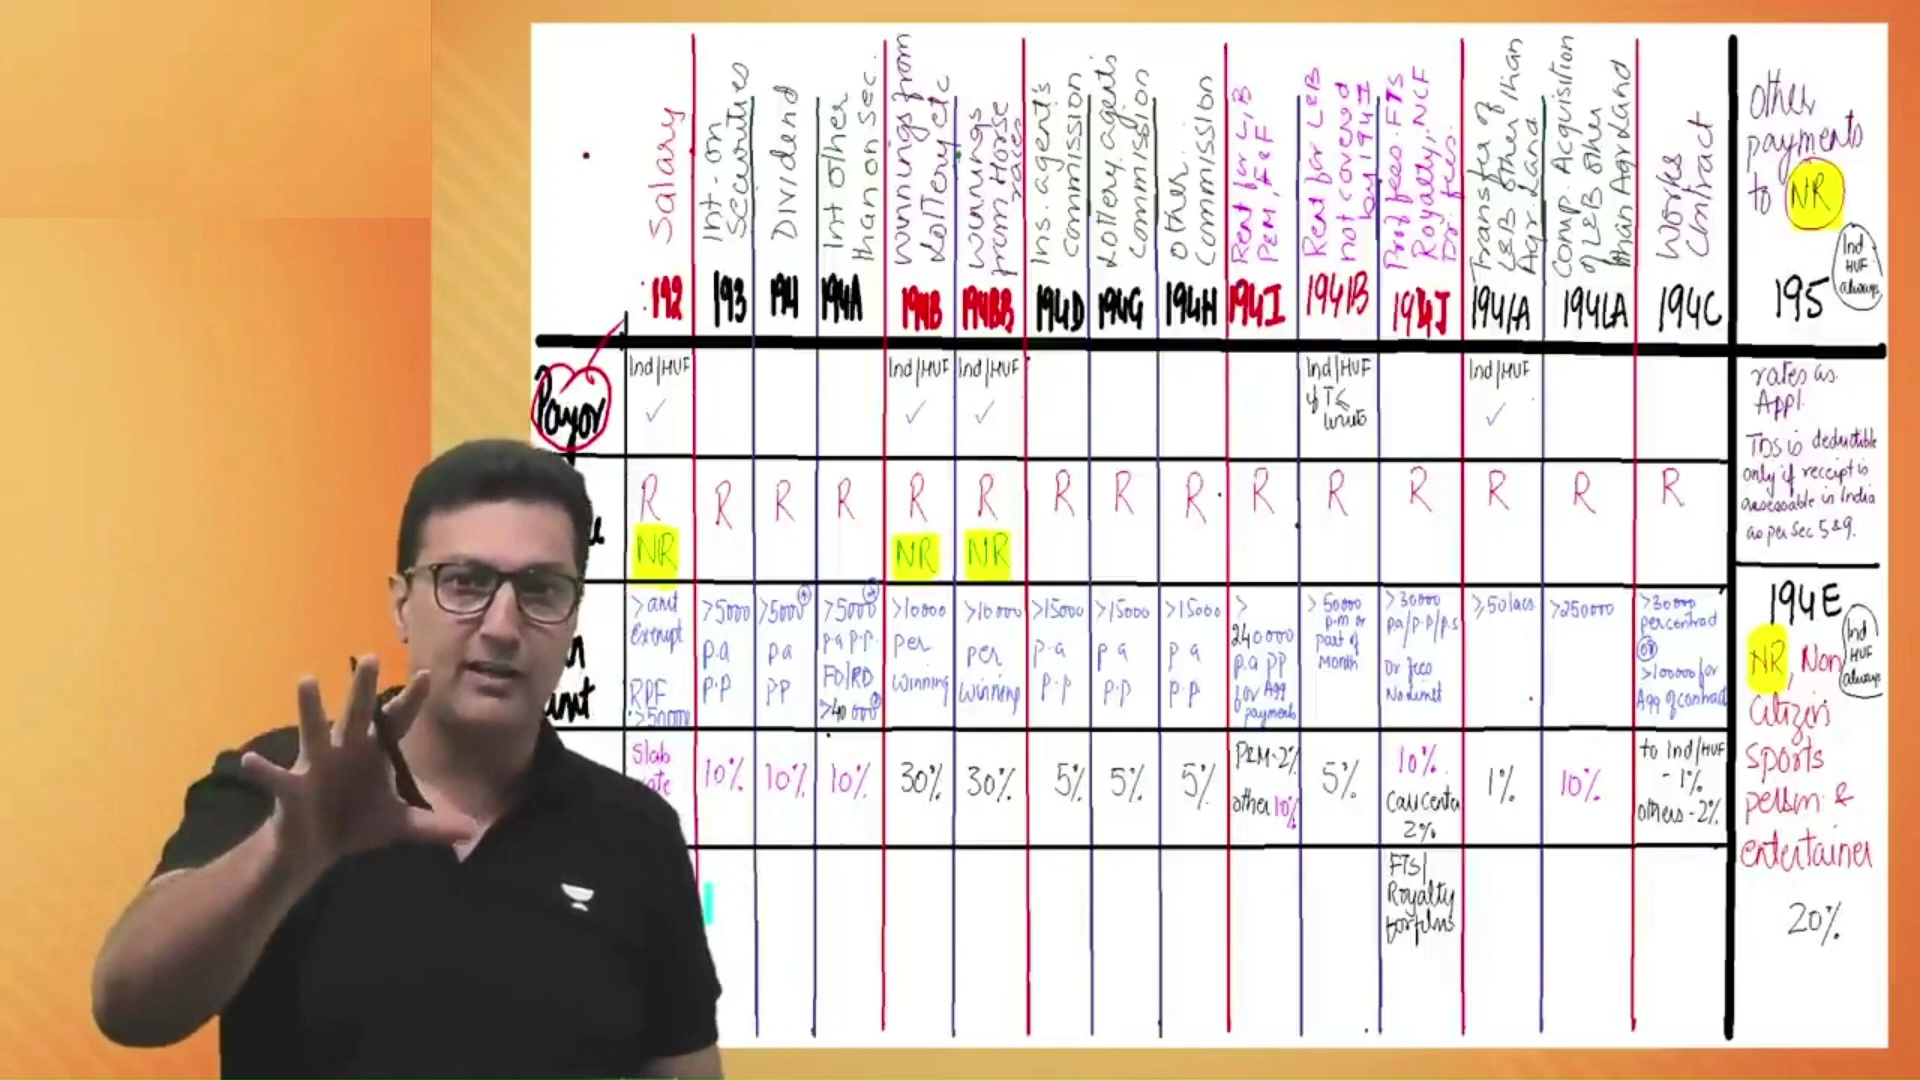 Salary
Int. on Securities
Dividend
Int other than on sec.
Winnings from Lottery etc
Winnings from Horse races
Ins. agent's commission
Lottery agent's commission
other Commission
Rent for L, B P&M, F&F
Rent for L&B not covered by 194I
Prof fees, FTS Royalty, NCF Dr. fees
Transfer of L&B other than Agr Land
Comp. Acquisition of L&B other than Agr Land
Works Contract
other
payments
to NR
Ind
HUF
always
192 193 194 194A 194B 194BB 194D 194G 194H 194I 194IB 194J 194IA 194LA 194C 195
Payor
Ind/HUF ✓
Ind/HUF ✓
Ind/HUF ✓
Ind/HUF
if T≤
limits
Ind/HUF ✓
rates as
Appl.
TDS is deductible
only if receipt is
assessable in India
as per Sec 5&9.
R R R R R R R R R R R R R R R
NR NR NR
>amt
Exempt
RPF
>50000
>5000
p.a
p.p
>5000
pa
pp
>5000
p.a p.p.
FD/RD
>40000
>10000
per
winning
>10000
per
winning
>15000
p.a
p.p
>15000
p a
p.p
>15000
p a
p.p.
>
240000
p.a pp
for Agg
payments
>50000
p.m or
part of
Month
>30000
pa/p.p/p.s
Dr fees
No limit
≥50lacs
>250000
>30000
per contract
or
>100000 for
Agg of contract
194E
Ind
HUF
always
NR, Non
Citizen
sports
person &
entertainer
20%
Slab
10%
10%
10%
30%
30%
5%
5%
5%
P&M-2%
other 10%
5%
10%
Call Center
2%
1%
10%
to Ind/HUF
-1%
others-2%
FTS/
Royalty
for films